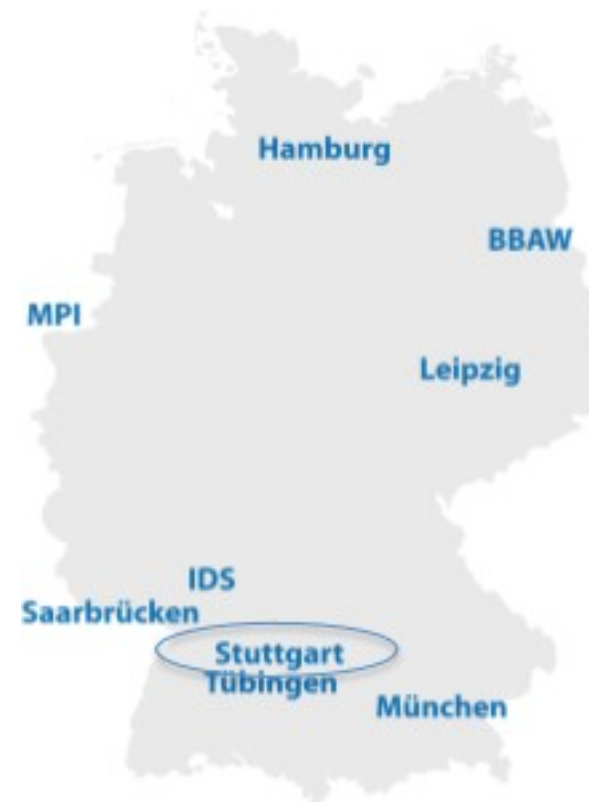 Hamburg
BBAW
MPI
Leipzig
IDS
Saarbrücken
Stuttgart
Tübingen
München